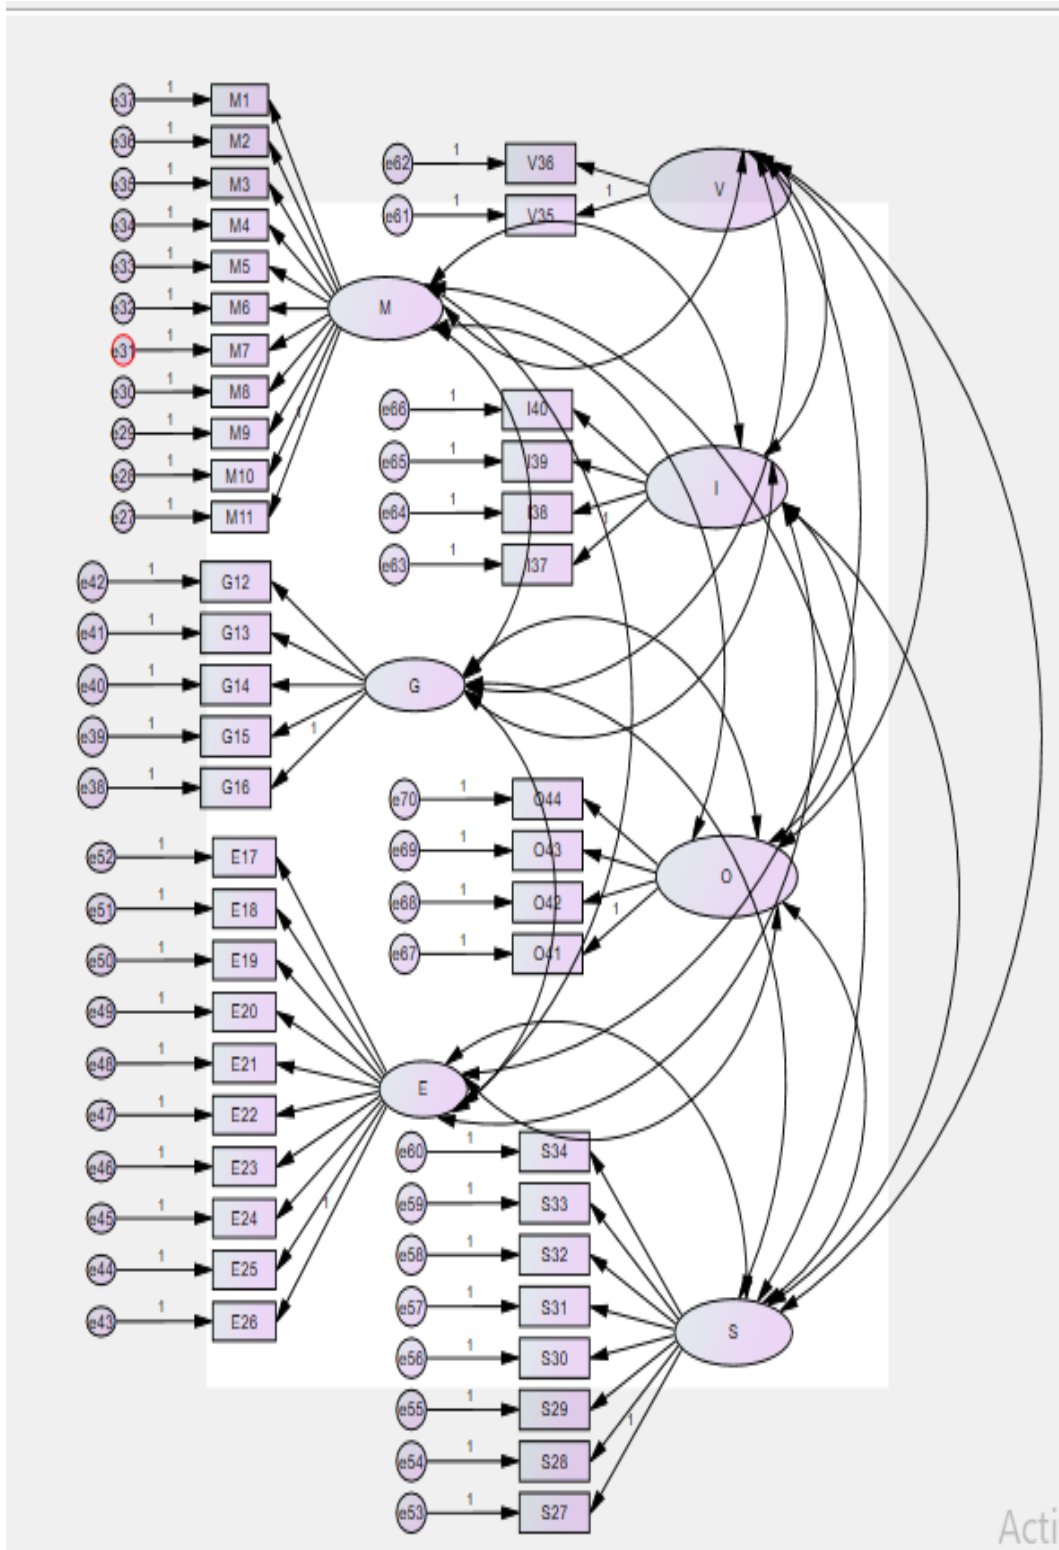 e37 1 M1
e36 1 M2
e35 1 M3
e34 1 M4
e33 1 M5
e32 1 M6
e31 1 M7
e30 1 M8
e29 1 M9
e28 1 M10
e27 1 M11
1
M
e62 1 V36
e61 1 V35
1
V
e66 1 I40
e65 1 I39
e64 1 I38
e63 1 I37
1
I
e42 1 G12
e41 1 G13
e40 1 G14
e39 1 G15
e38 1 G16
1
G
e70 1 O44
e69 1 O43
e68 1 O42
e67 1 O41
1
O
e52 1 E17
e51 1 E18
e50 1 E19
e49 1 E20
e48 1 E21
e47 1 E22
e46 1 E23
e45 1 E24
e44 1 E25
e43 1 E26
1
E
e60 1 S34
e59 1 S33
e58 1 S32
e57 1 S31
e56 1 S30
e55 1 S29
e54 1 S28
e53 1 S27
1
S
Acti